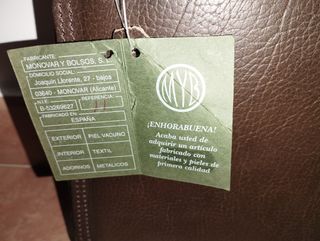 FABRICANTE
MONOVAR Y BOLSOS, S.L.
DOMICILIO SOCIAL
Joaquin Llorente, 27 - bajos
03640 - MONOVAR (Alicante)
N.I.F. REFERENCIA
B-53269627
FABRICADO EN
ESPAÑA
EXTERIOR PIEL VACUNO
INTERIOR TEXTIL
ADORNOS METALICOS
MYB
¡ENHORABUENA!
Acaba usted de
adquirir un artículo
fabricado con
materiales y pieles de
primera calidad